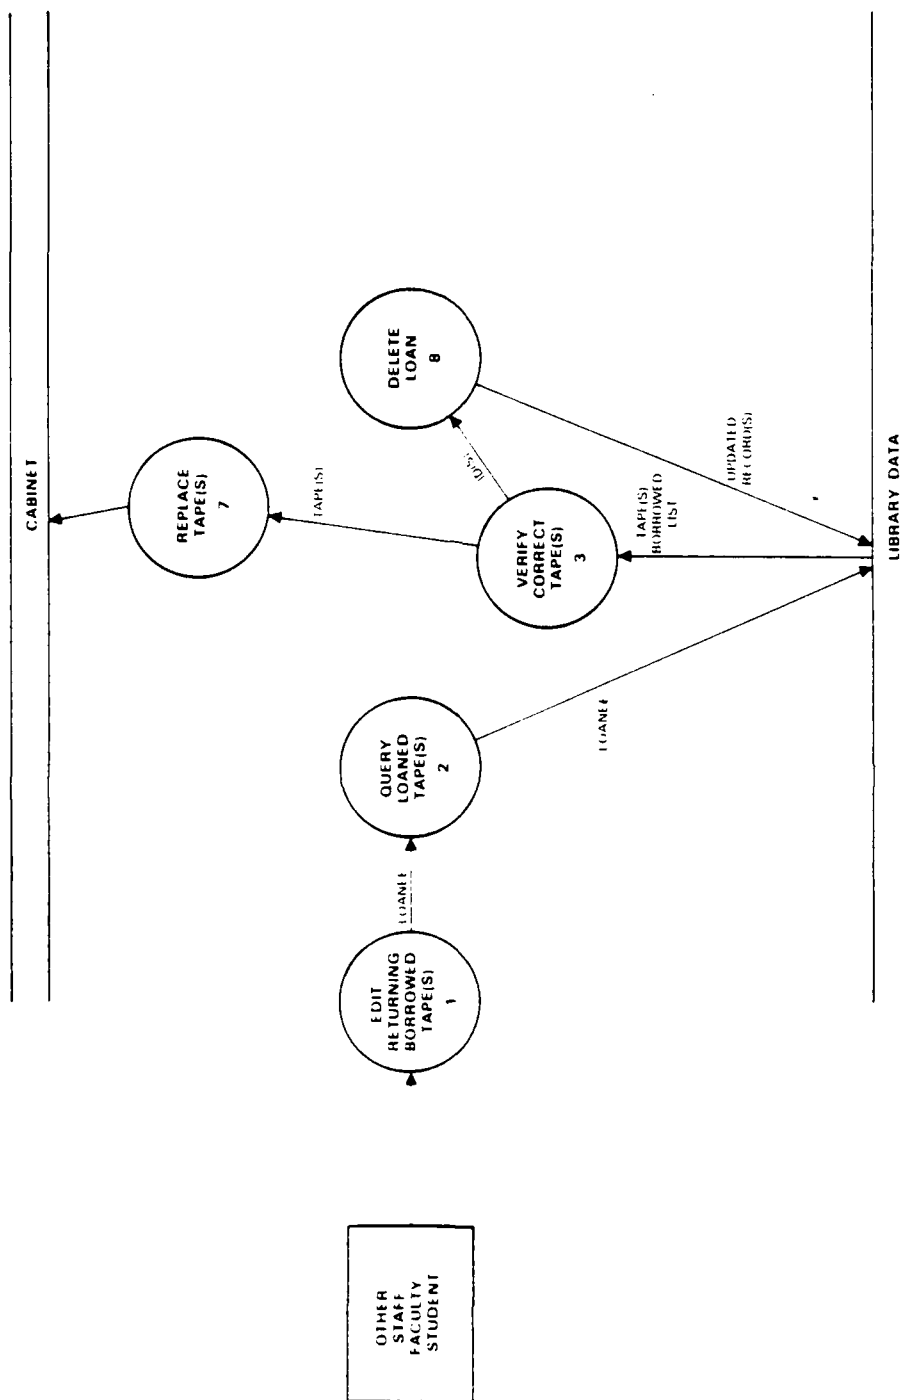 CABINET
REPLACE
TAPE(S)
7
TAPE(S)
DELETE
LOAN
8
ID(S)
VERIFY
CORRECT
TAPE(S)
3
TAPE(S)
BORROWED
LIST
UPDATED
RECORD(S)
QUERY
LOANED
TAPE(S)
2
LOANEE
LOANEE
EDIT
RETURNING
BORROWED
TAPE(S)
1
OTHER
STAFF
FACULTY
STUDENT
LIBRARY DATA